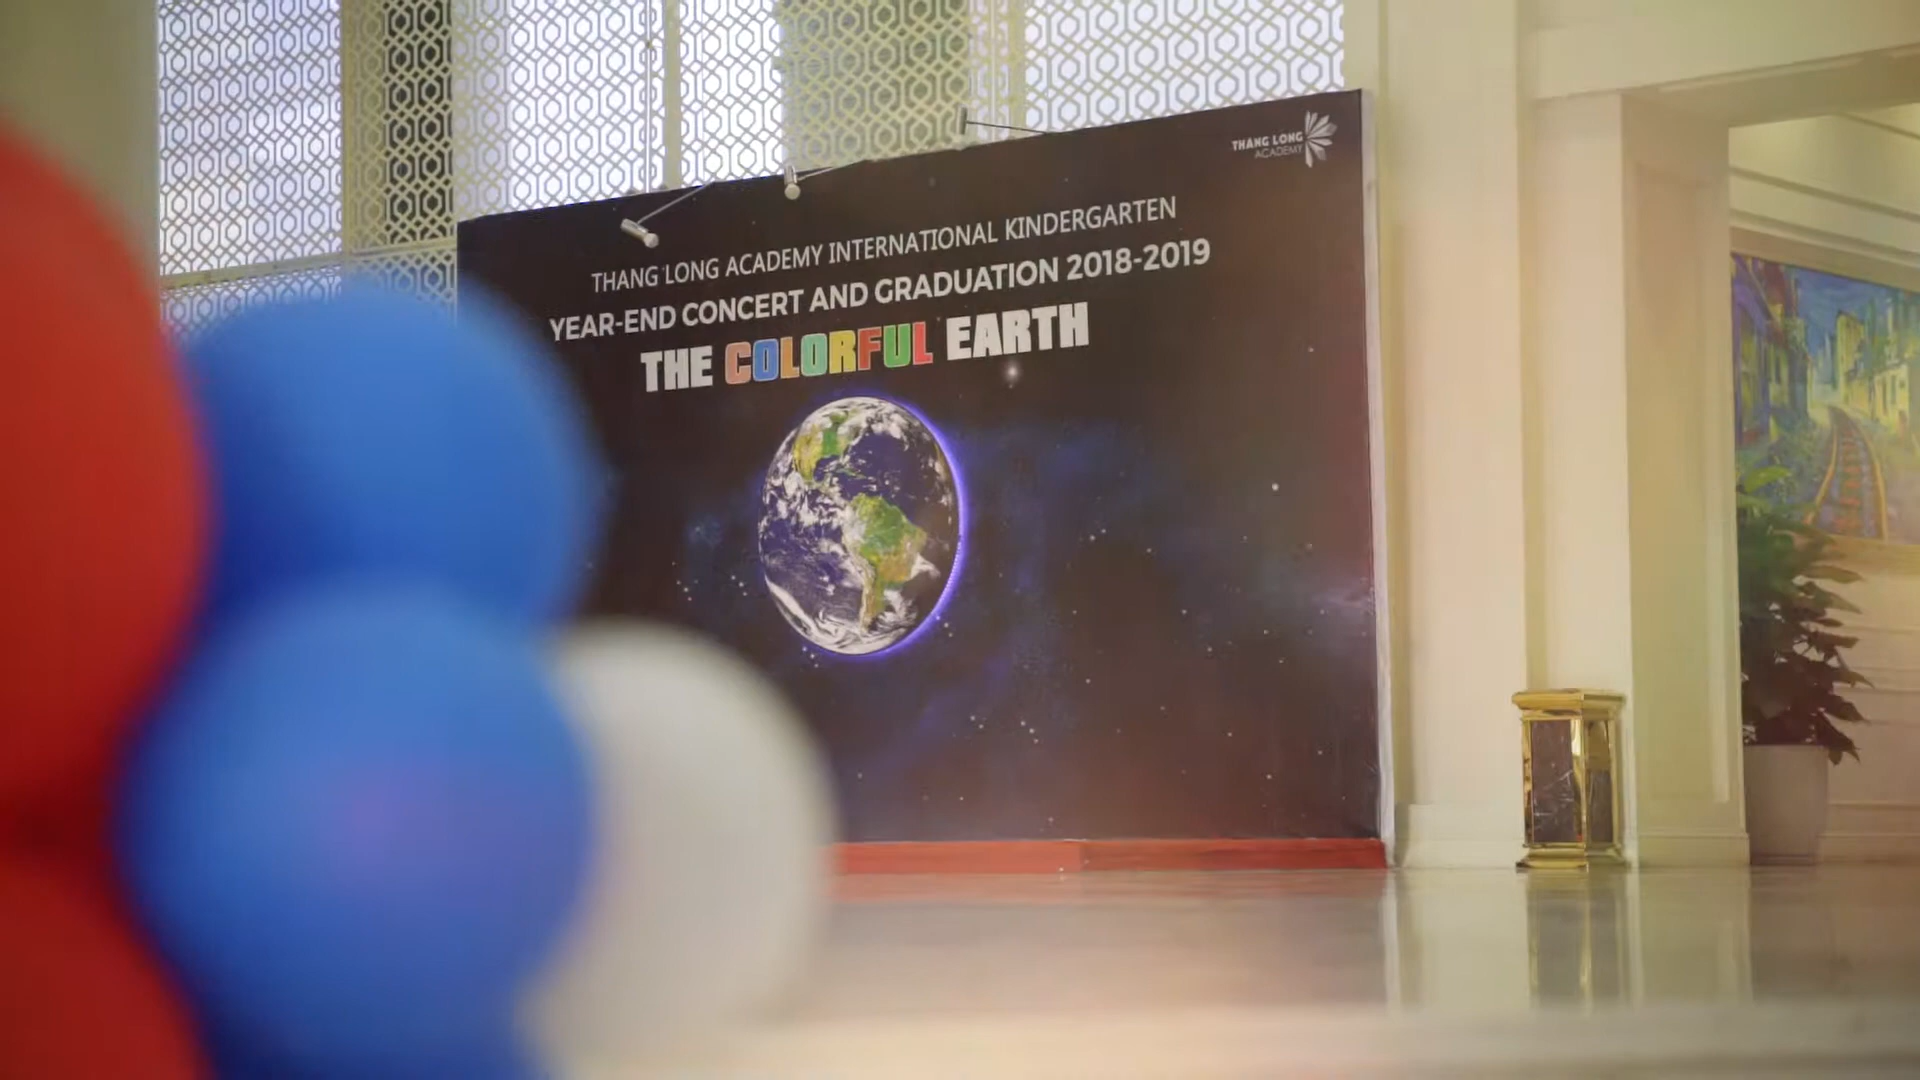 THANG LONG
ACADEMY
THANG LONG ACADEMY INTERNATIONAL KINDERGARTEN
YEAR-END CONCERT AND GRADUATION 2018-2019
THE COLORFUL EARTH